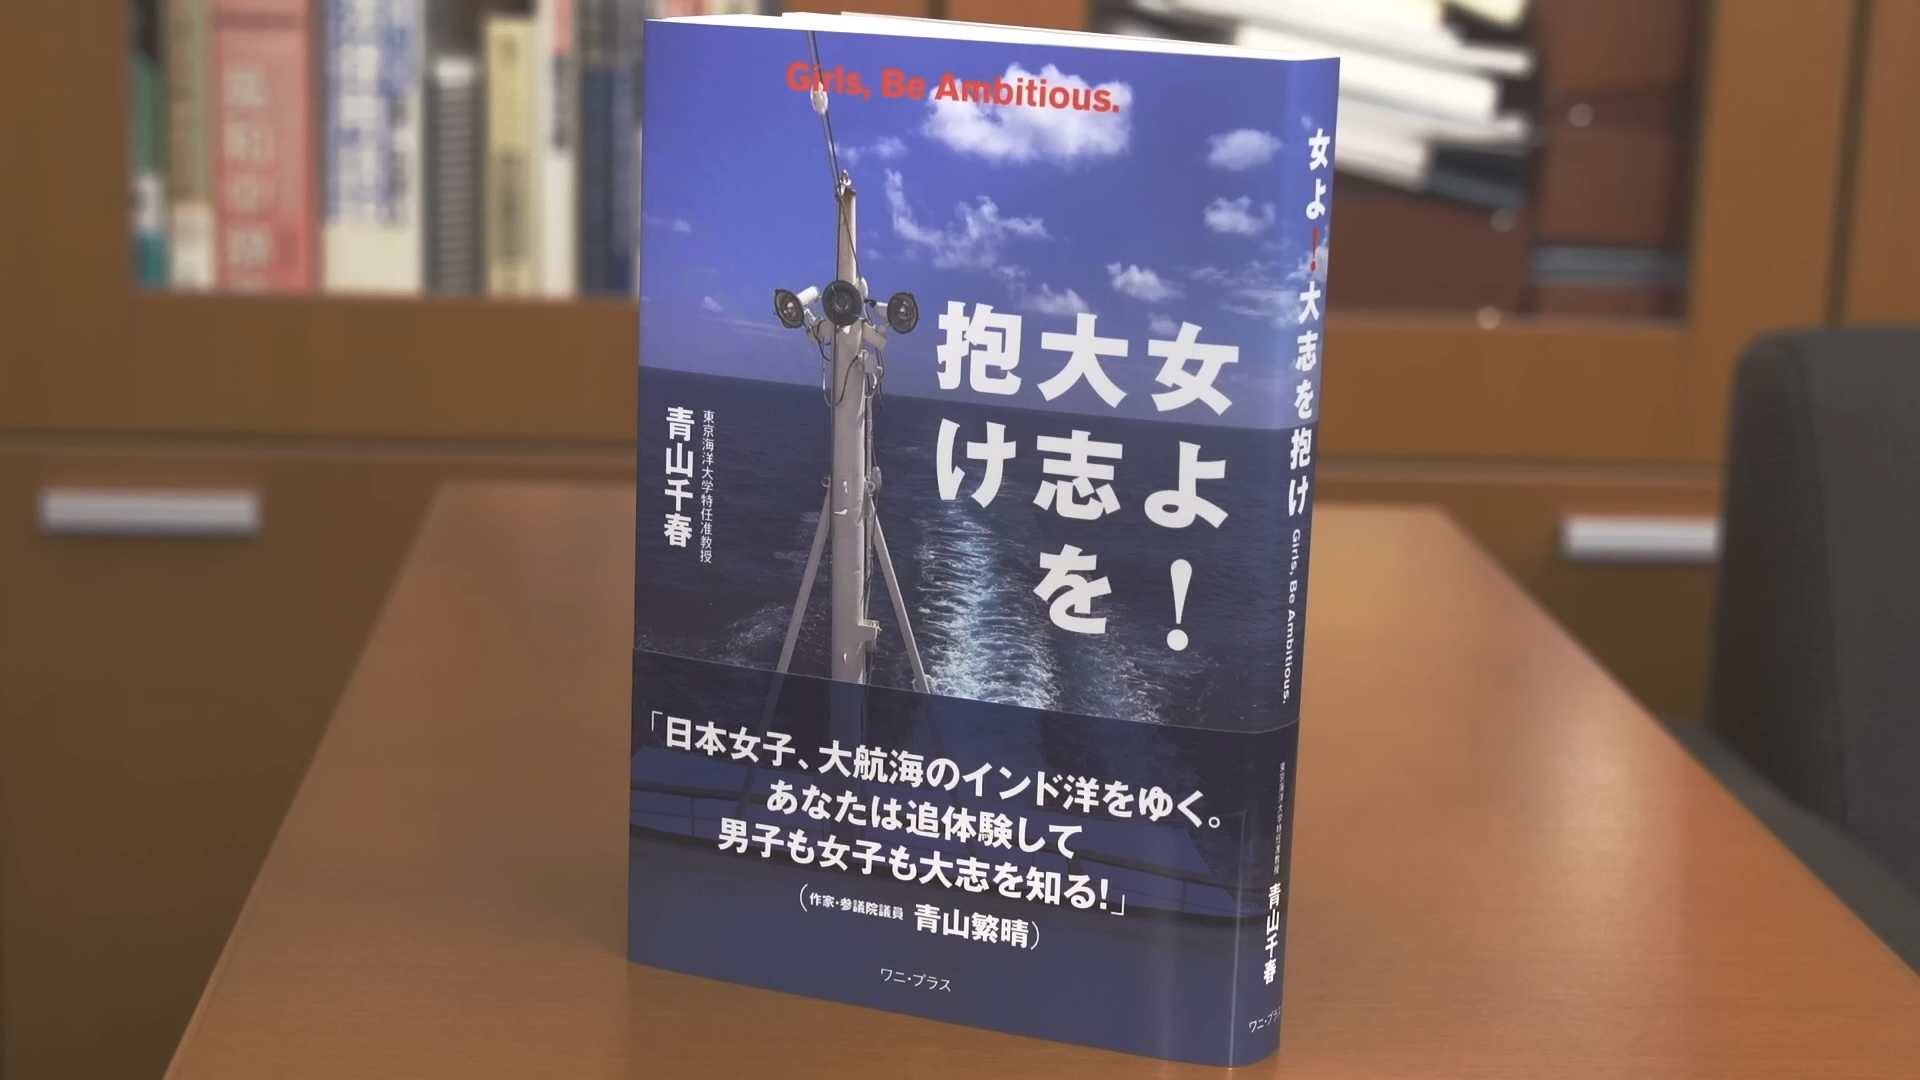 Girls, Be Ambitious.
女よ！
大志を
抱け
東京海洋大学特任准教授
青山千春
「日本女子、大航海のインド洋をゆく。
あなたは追体験して
男子も女子も大志を知る！」
（作家・参議院議員 青山繁晴）
ワニ・プラス
女よ！大志を抱け Girls, Be Ambitious.
東京海洋大学特任准教授 青山千春
ワニ・プラス